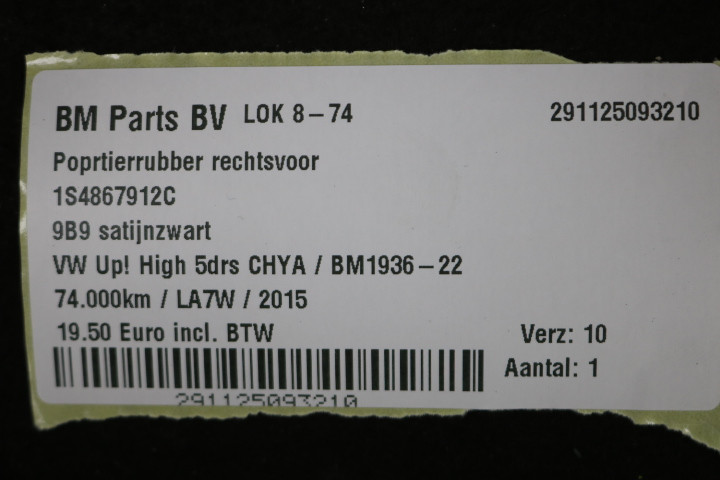 BM Parts BV LOK 8-74 291125093210
Poprtierrubber rechtsvoor
1S4867912C
9B9 satijnzwart
VW Up! High 5drs CHYA / BM1936-22
74.000km / LA7W / 2015
19.50 Euro incl. BTW Verz: 10
Aantal: 1
291125093210